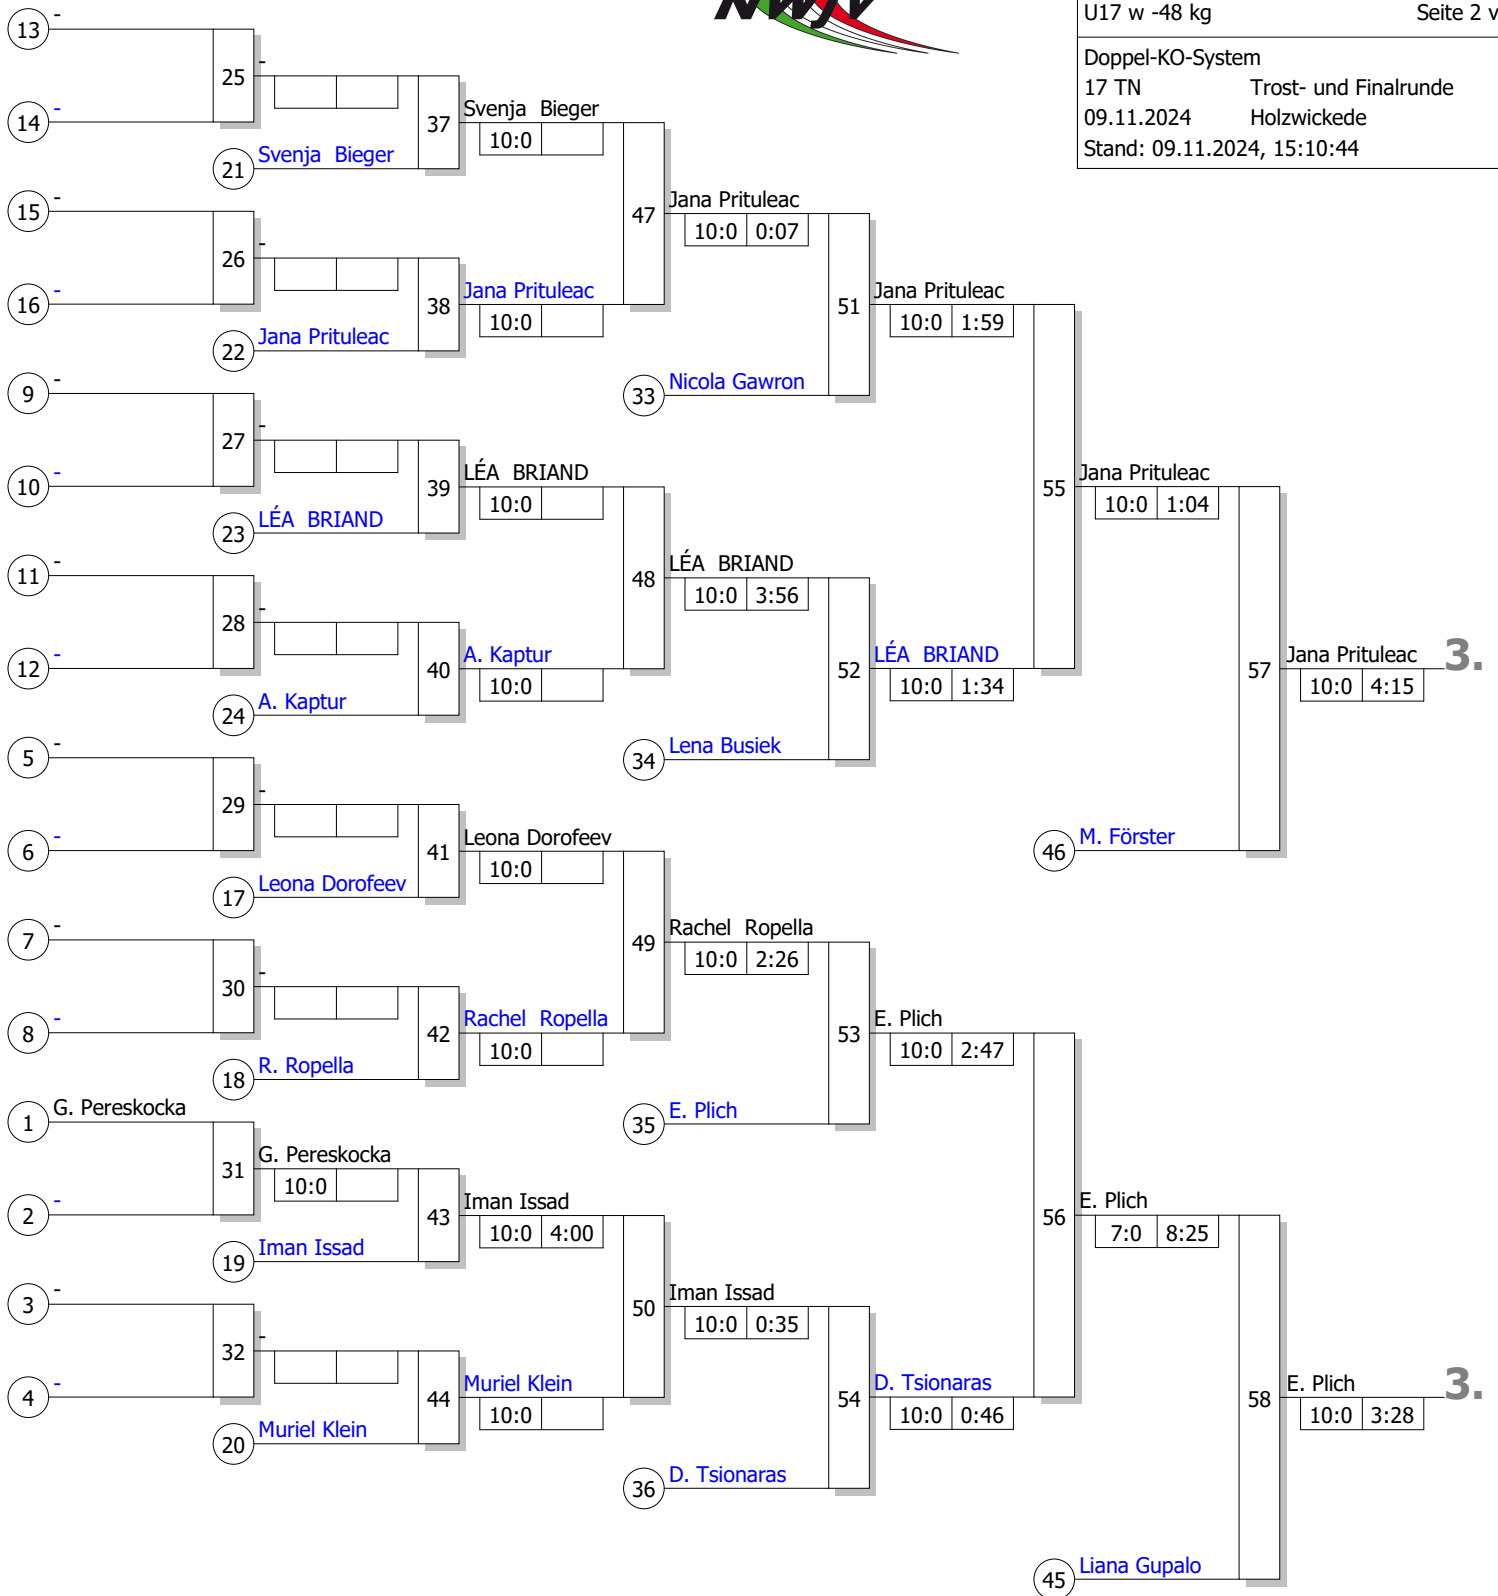 NWJV
U17 w -48 kg Seite 2 v
Doppel-KO-System
17 TN Trost- und Finalrunde
09.11.2024 Holzwickede
Stand: 09.11.2024, 15:10:44
13 -
25 -
14 -
37 Svenja Bieger
10:0
21 Svenja Bieger
15 -
47 Jana Prituleac
10:0 0:07
26 -
16 -
38 Jana Prituleac
10:0
22 Jana Prituleac
51 Jana Prituleac
10:0 1:59
33 Nicola Gawron
9 -
27 -
10 -
39 LÉA BRIAND
10:0
23 LÉA BRIAND
55 Jana Prituleac
10:0 1:04
11 -
48 LÉA BRIAND
10:0 3:56
28 -
12 -
40 A. Kaptur
10:0
24 A. Kaptur
52 LÉA BRIAND
10:0 1:34
34 Lena Busiek
57 Jana Prituleac 3.
10:0 4:15
5 -
29 -
6 -
41 Leona Dorofeev
10:0
17 Leona Dorofeev
46 M. Förster
7 -
49 Rachel Ropella
10:0 2:26
30 -
8 -
42 Rachel Ropella
10:0
18 R. Ropella
53 E. Plich
10:0 2:47
35 E. Plich
1 G. Pereskocka
31 G. Pereskocka
10:0
2 -
43 Iman Issad
10:0 4:00
19 Iman Issad
56 E. Plich
7:0 8:25
3 -
50 Iman Issad
10:0 0:35
32 -
4 -
44 Muriel Klein
10:0
20 Muriel Klein
54 D. Tsionaras
10:0 0:46
36 D. Tsionaras
58 E. Plich 3.
10:0 3:28
45 Liana Gupalo